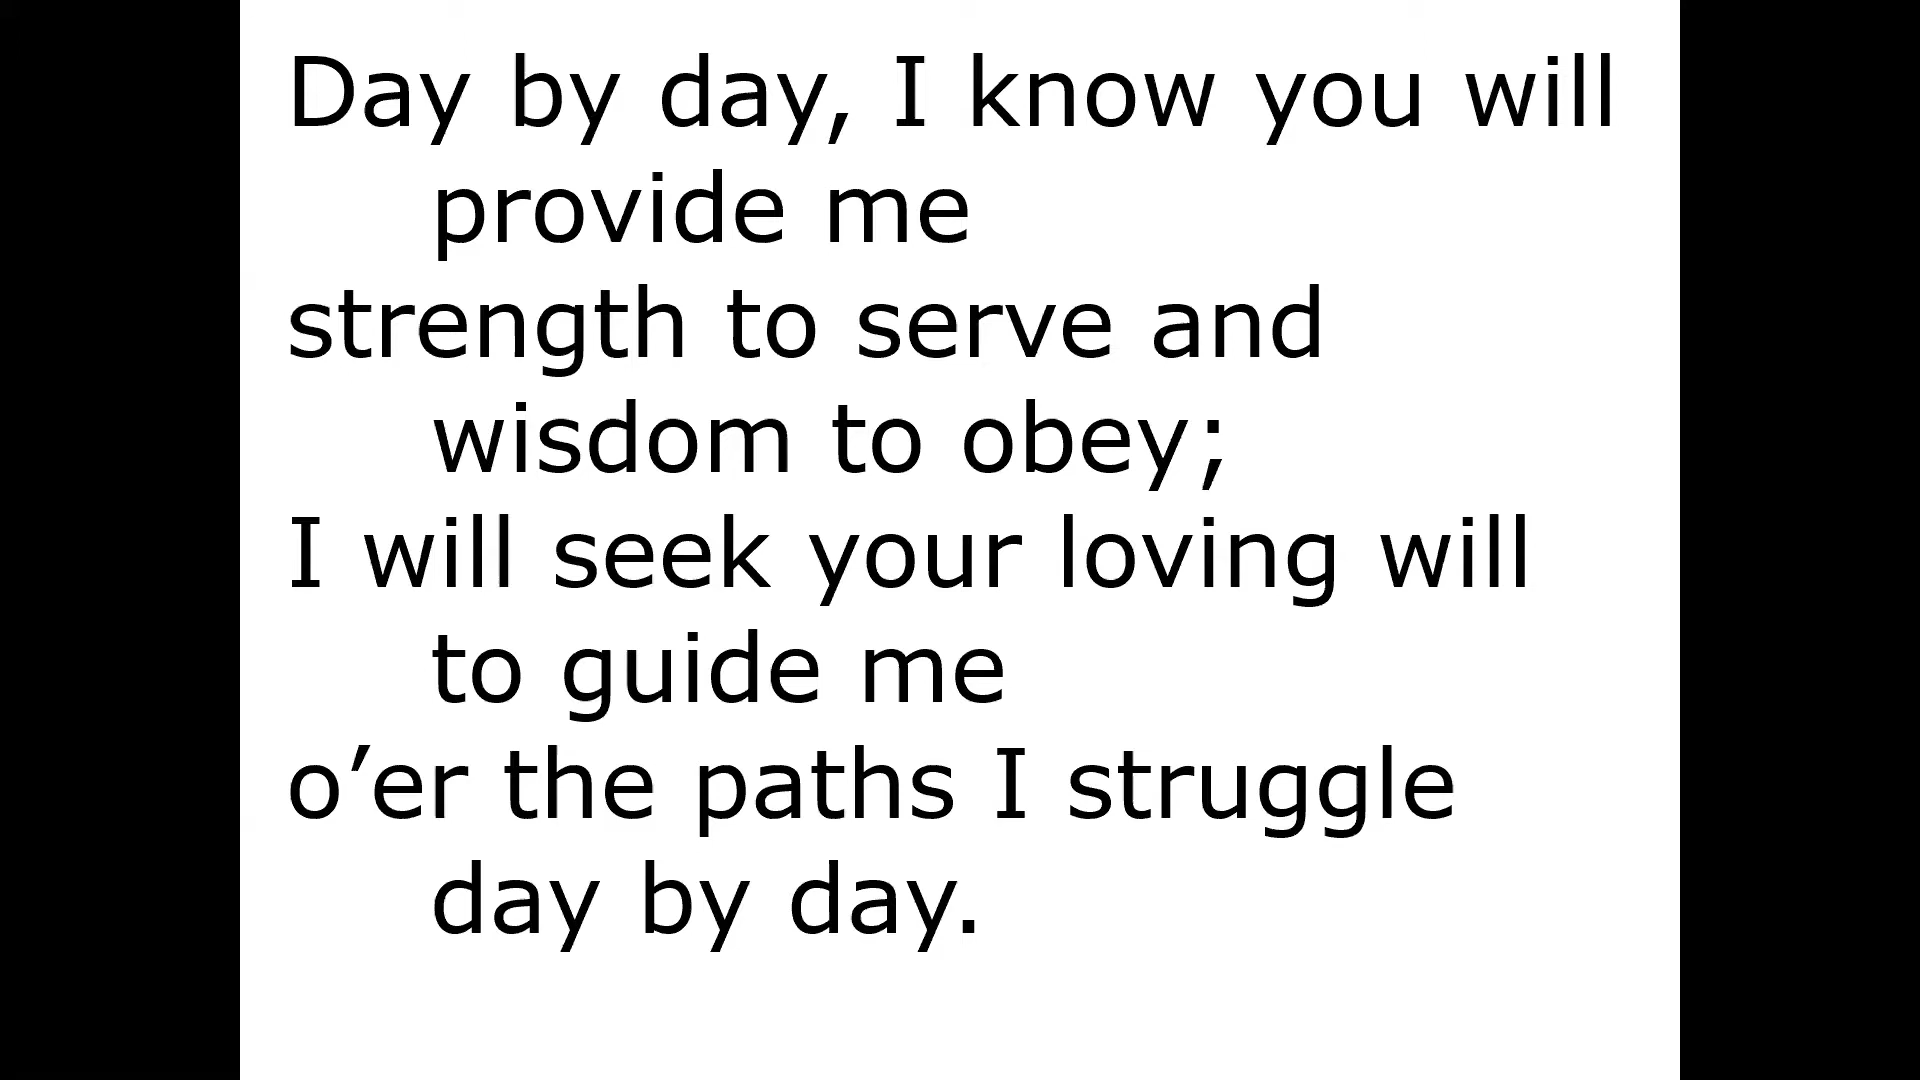 Day by day, I know you will
provide me
strength to serve and
wisdom to obey;
I will seek your loving will
to guide me
o’er the paths I struggle
day by day.